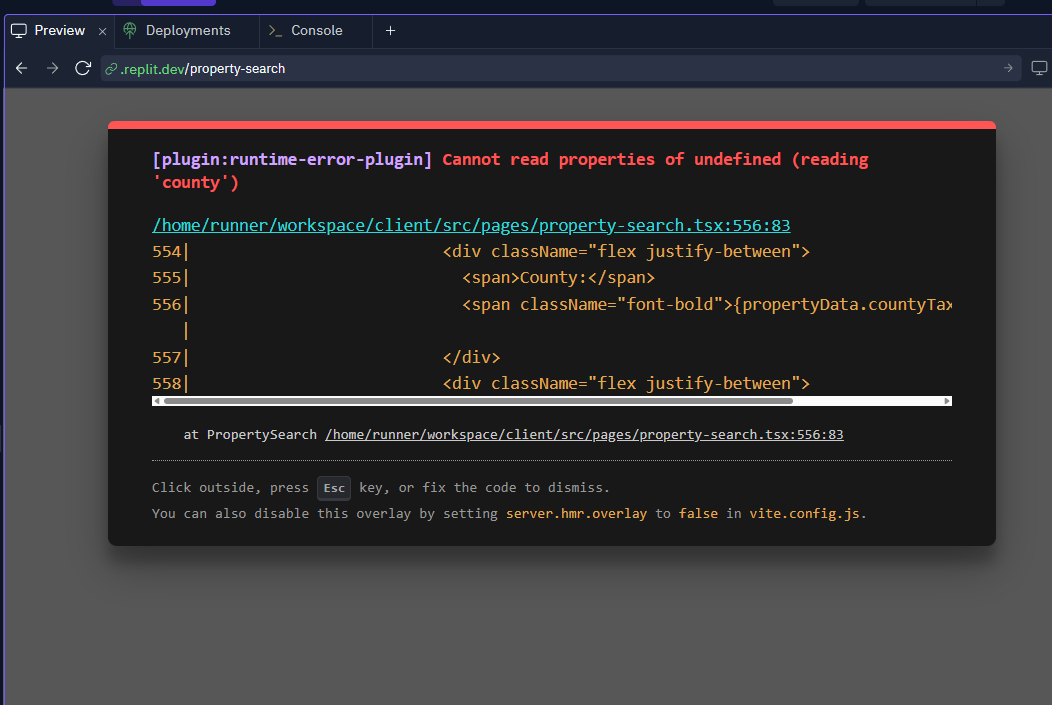 Preview
Deployments
Console
.replit.dev/property-search
[plugin:runtime-error-plugin] Cannot read properties of undefined (reading
'county')
/home/runner/workspace/client/src/pages/property-search.tsx:556:83
554| <div className="flex justify-between">
555| <span>County:</span>
556| <span className="font-bold">{propertyData.countyTax
|
557| </div>
558| <div className="flex justify-between">
at PropertySearch /home/runner/workspace/client/src/pages/property-search.tsx:556:83
Click outside, press Esc key, or fix the code to dismiss.
You can also disable this overlay by setting server.hmr.overlay to false in vite.config.js.